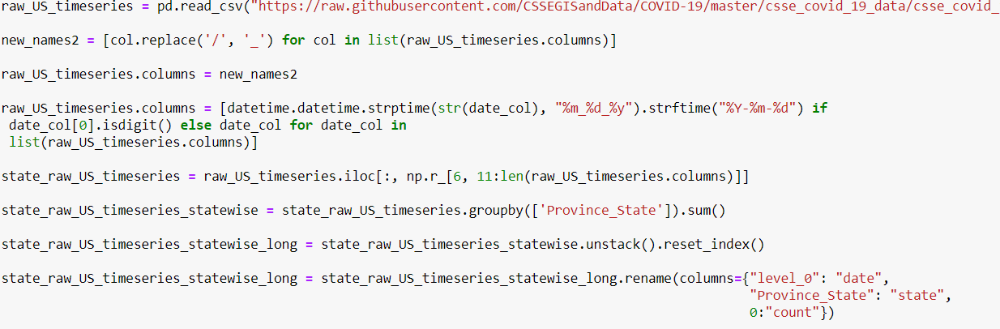 raw_US_timeseries = pd.read_csv("https://raw.githubusercontent.com/CSSEGISandData/COVID-19/master/csse_covid_19_data/csse_covid_
new_names2 = [col.replace('/', '_') for col in list(raw_US_timeseries.columns)]
raw_US_timeseries.columns = new_names2
raw_US_timeseries.columns = [datetime.datetime.strptime(str(date_col), "%m_%d_%y").strftime("%Y-%m-%d") if
date_col[0].isdigit() else date_col for date_col in
list(raw_US_timeseries.columns)]
state_raw_US_timeseries = raw_US_timeseries.iloc[:, np.r_[6, 11:len(raw_US_timeseries.columns)]]
state_raw_US_timeseries_statewise = state_raw_US_timeseries.groupby(['Province_State']).sum()
state_raw_US_timeseries_statewise_long = state_raw_US_timeseries_statewise.unstack().reset_index()
state_raw_US_timeseries_statewise_long = state_raw_US_timeseries_statewise_long.rename(columns={"level_0": "date",
"Province_State": "state",
0:"count"})